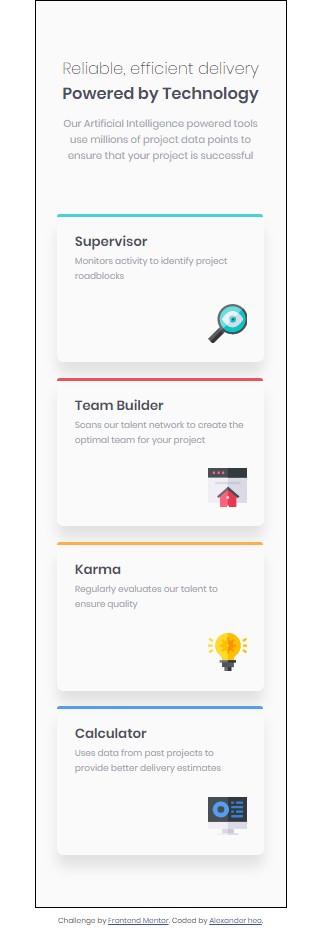 Reliable, efficient delivery
Powered by Technology
Our Artificial Intelligence powered tools
use millions of project data points to
ensure that your project is successful
Supervisor
Monitors activity to identify project
roadblocks
Team Builder
Scans our talent network to create the
optimal team for your project
Karma
Regularly evaluates our talent to
ensure quality
Calculator
Uses data from past projects to
provide better delivery estimates
Challenge by Frontend Mentor. Coded by Alexander hoo.